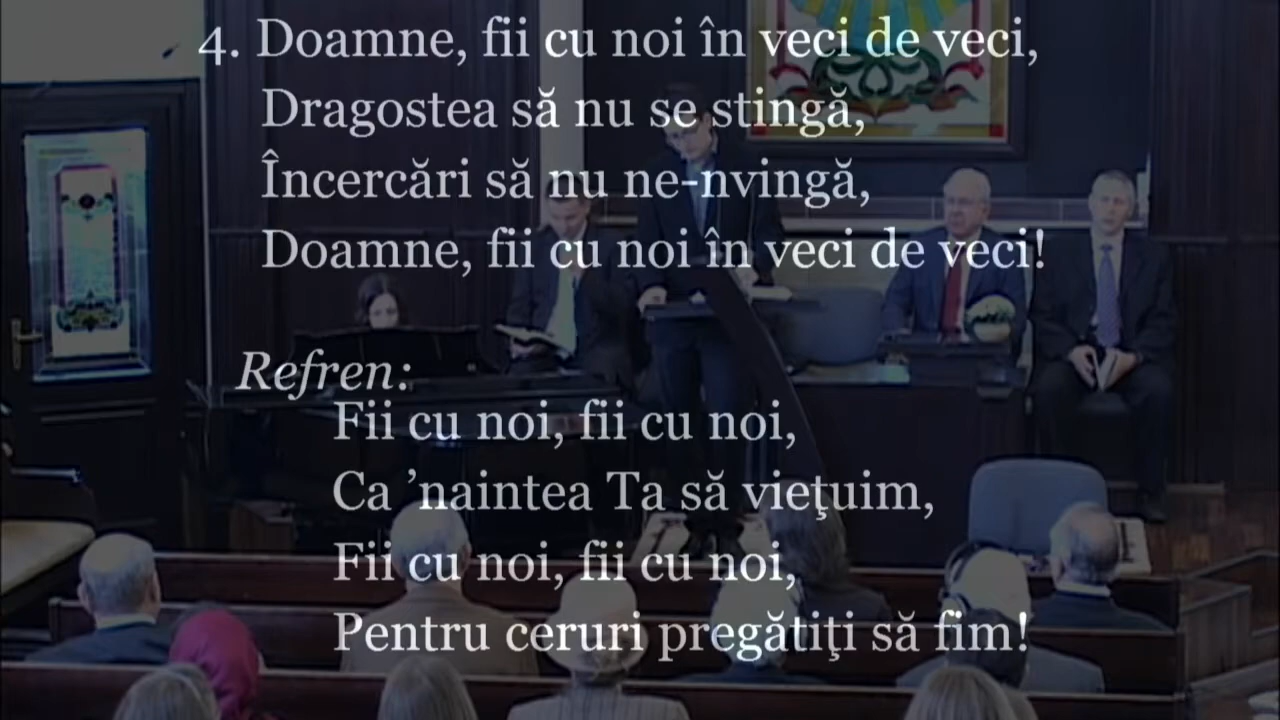 4. Doamne, fii cu noi în veci de veci,
Dragostea să nu se stingă,
Încercări să nu ne-nvingă,
Doamne, fii cu noi în veci de veci!
Refren:
Fii cu noi, fii cu noi,
Ca ’naintea Ta să vieţuim,
Fii cu noi, fii cu noi,
Pentru ceruri pregătiţi să fim!